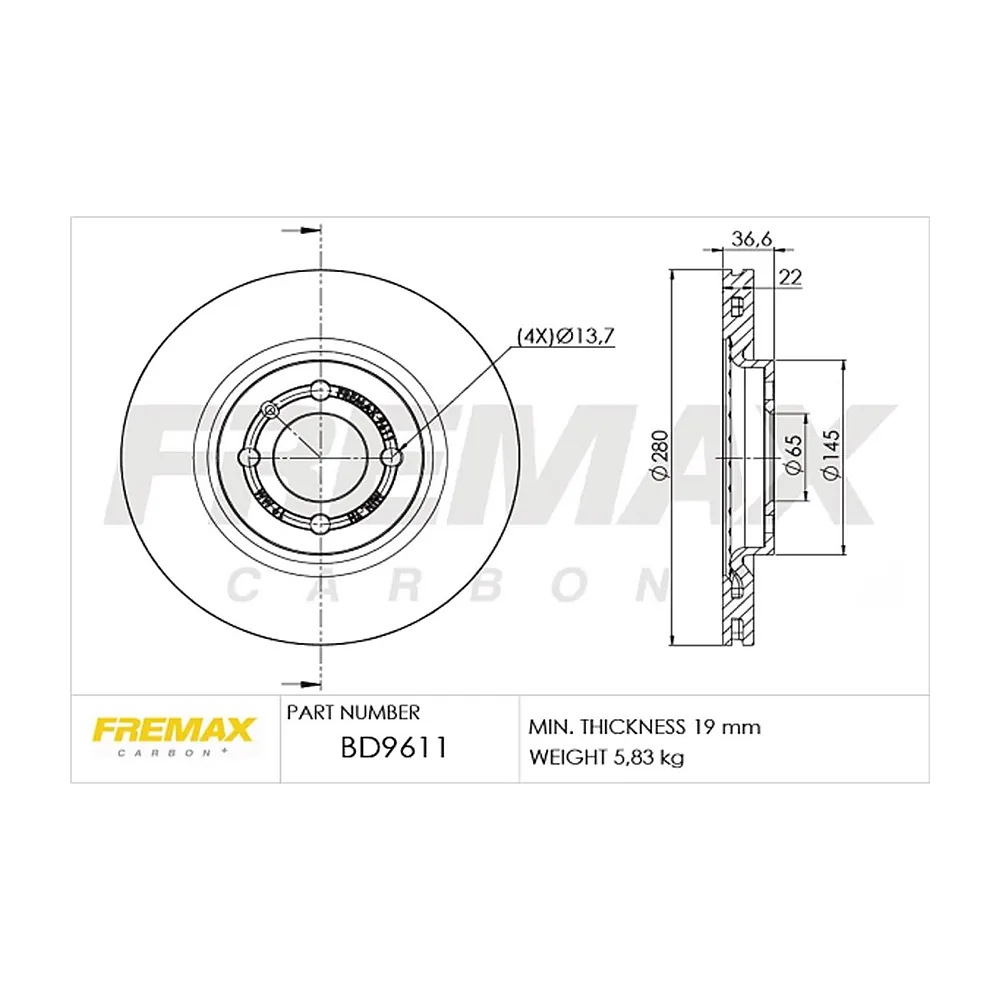 36,6
22
(4X)Ø13,7
Ø280
Ø65
Ø145
FREMAX
CARBON
FREMAX
CARBON+
PART NUMBER
BD9611
MIN. THICKNESS 19 mm
WEIGHT 5,83 kg